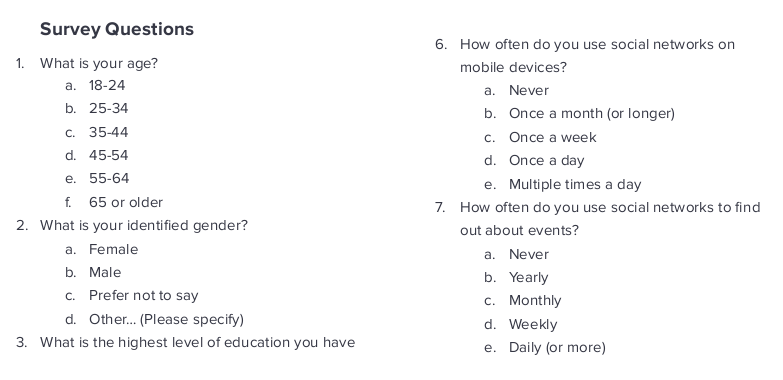 Survey Questions
1. What is your age?
a. 18-24
b. 25-34
c. 35-44
d. 45-54
e. 55-64
f. 65 or older
2. What is your identified gender?
a. Female
b. Male
c. Prefer not to say
d. Other... (Please specify)
3. What is the highest level of education you have
6. How often do you use social networks on
mobile devices?
a. Never
b. Once a month (or longer)
c. Once a week
d. Once a day
e. Multiple times a day
7. How often do you use social networks to find
out about events?
a. Never
b. Yearly
c. Monthly
d. Weekly
e. Daily (or more)